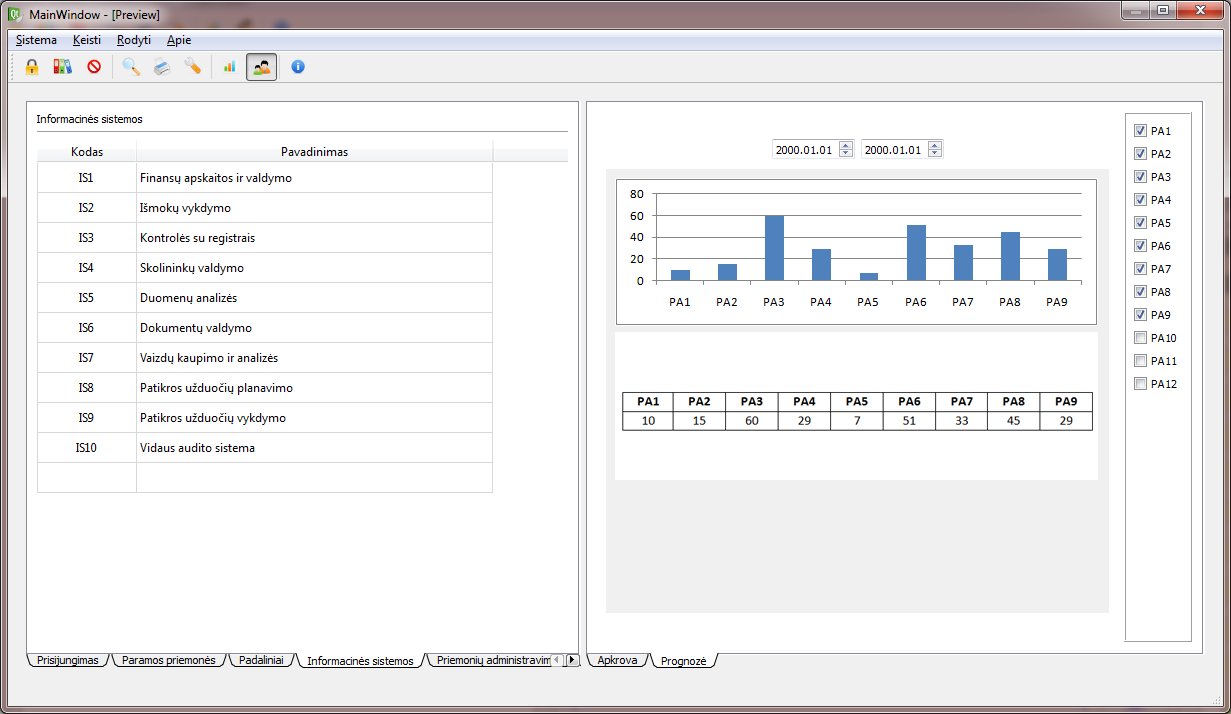 MainWindow - [Preview]
Sistema Keisti Rodyti Apie
Informacinės sistemos
Kodas Pavadinimas
IS1 Finansų apskaitos ir valdymo
IS2 Išmokų vykdymo
IS3 Kontrolės su registrais
IS4 Skolininkų valdymo
IS5 Duomenų analizės
IS6 Dokumentų valdymo
IS7 Vaizdų kaupimo ir analizės
IS8 Patikros užduočių planavimo
IS9 Patikros užduočių vykdymo
IS10 Vidaus audito sistema
Prisijungimas Paramos priemonės Padaliniai Informacinės sistemos Priemonių administravim
2000.01.01 2000.01.01
80
60
40
20
0
PA1 PA2 PA3 PA4 PA5 PA6 PA7 PA8 PA9
PA1 PA2 PA3 PA4 PA5 PA6 PA7 PA8 PA9
10 15 60 29 7 51 33 45 29
Apkrova Prognozė
PA1
PA2
PA3
PA4
PA5
PA6
PA7
PA8
PA9
PA10
PA11
PA12